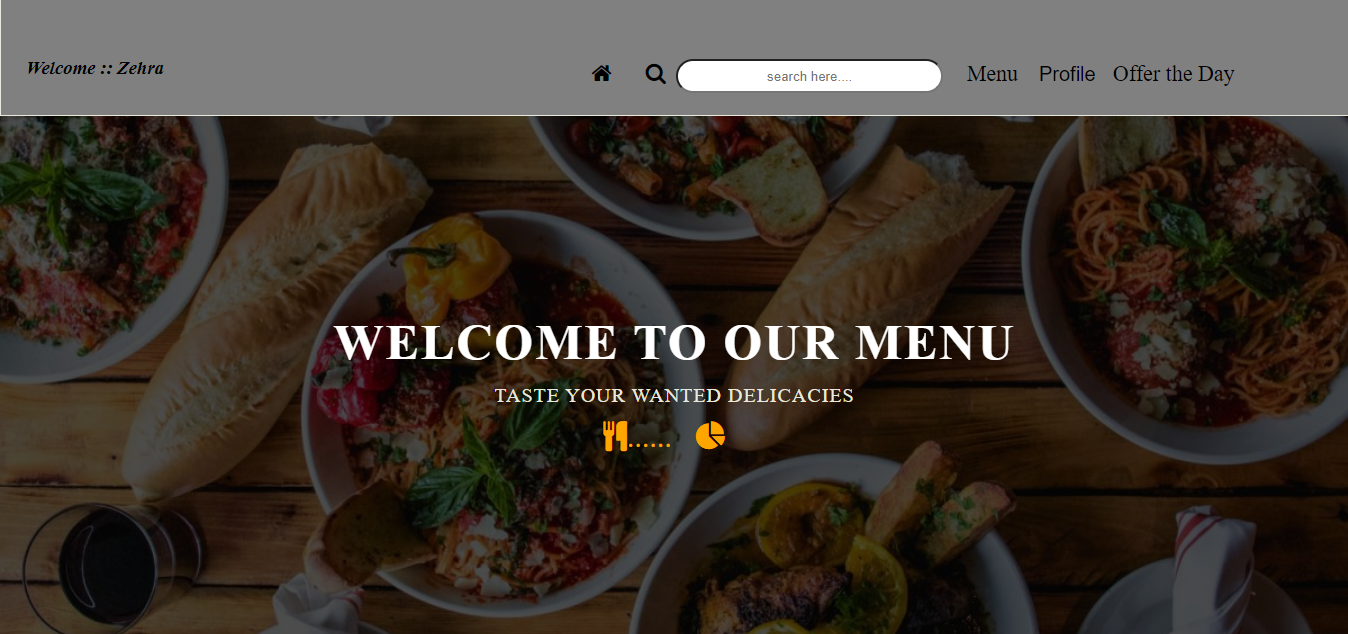 Welcome :: Zehra
search here....
Menu
Profile
Offer the Day
WELCOME TO OUR MENU
TASTE YOUR WANTED DELICACIES
......